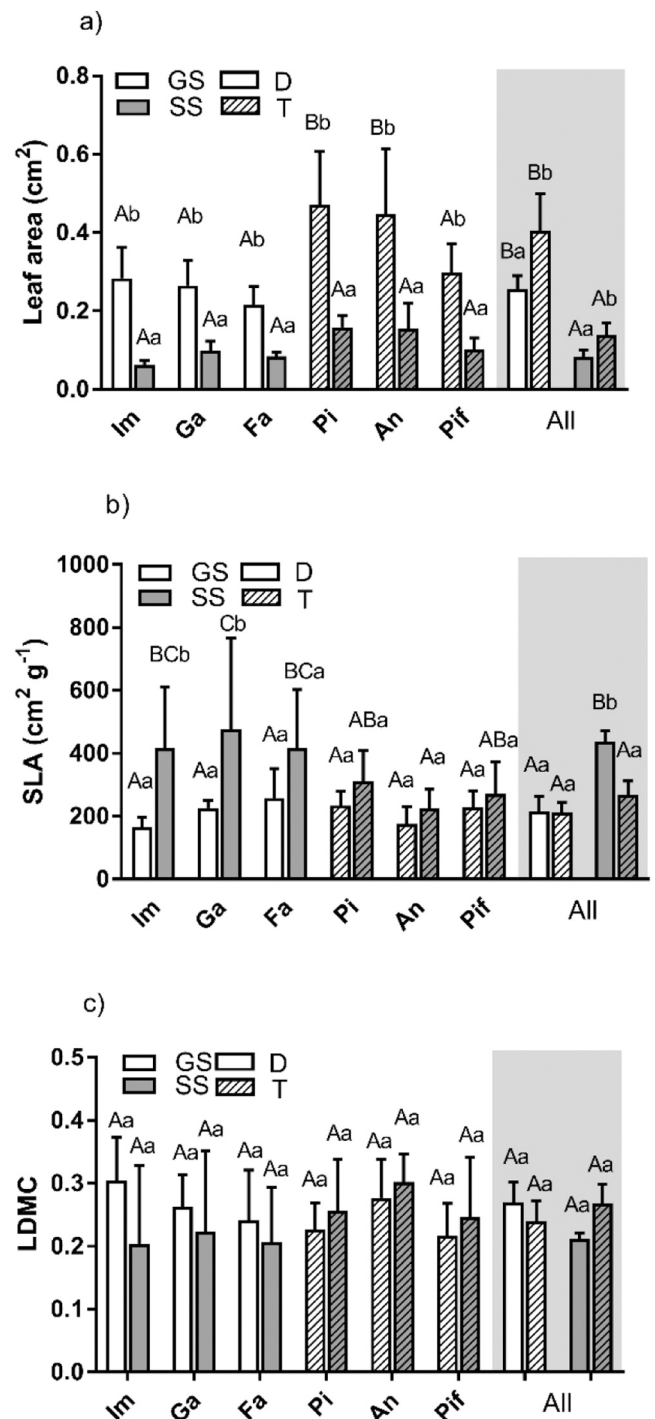 a)
Leaf area (cm²)
0.8
0.6
0.4
0.2
0.0
GS D
SS T
Ab Aa Ab Aa Ab Aa Bb Aa Bb Aa Ab Aa Ba Bb Aa Ab
Im Ga Fa Pi An Pif All
b)
SLA (cm² g⁻¹)
1000
800
600
400
200
0
GS D
SS T
Aa BCb Aa Cb Aa BCa Aa ABa Aa Aa Aa ABa Aa Aa Bb Aa
Im Ga Fa Pi An Pif All
c)
LDMC
0.5
0.4
0.3
0.2
0.1
0.0
GS D
SS T
Aa Aa Aa Aa Aa Aa Aa Aa Aa Aa Aa Aa Aa Aa Aa Aa
Im Ga Fa Pi An Pif All